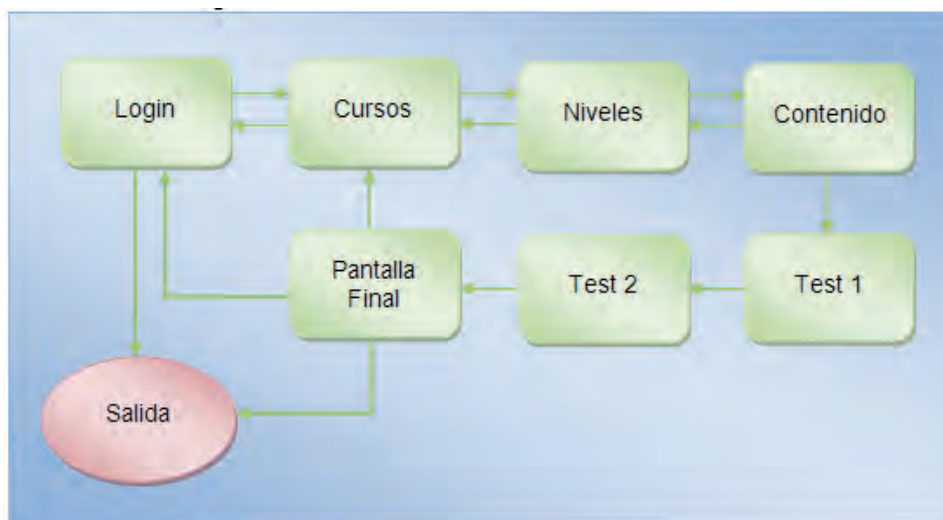 Login
Cursos
Niveles
Contenido
Pantalla
Final
Test 2
Test 1
Salida